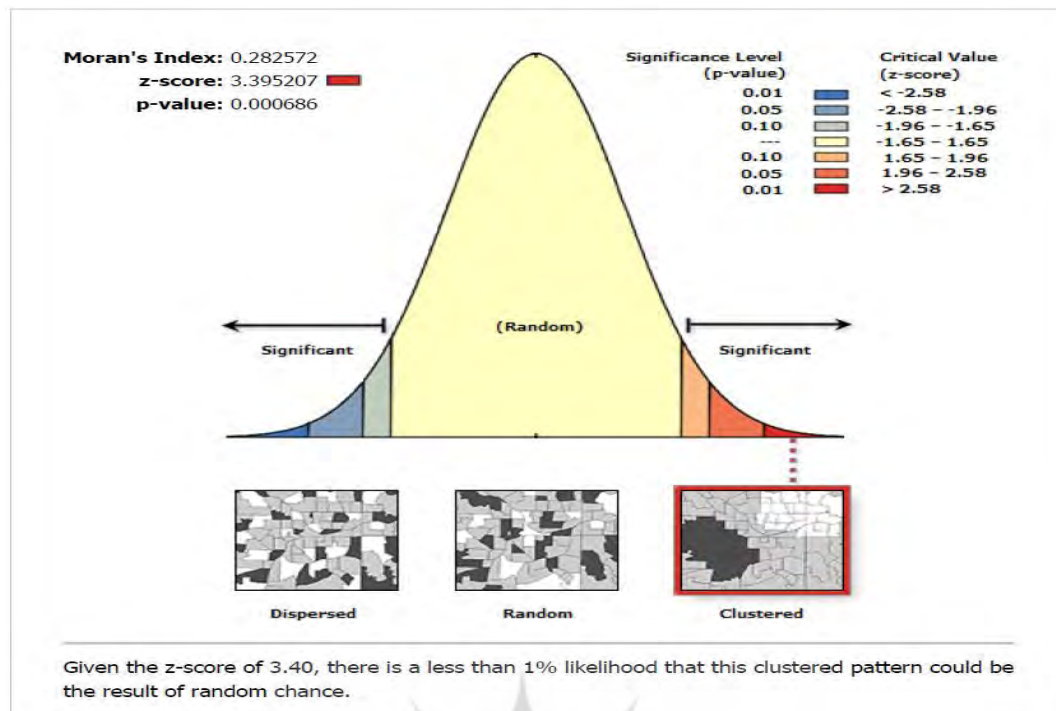 Moran's Index: 0.282572
z-score: 3.395207
p-value: 0.000686
Significance Level
(p-value)
Critical Value
(z-score)
0.01 < -2.58
0.05 -2.58 – -1.96
0.10 -1.96 – -1.65
--- -1.65 – 1.65
0.10 1.65 – 1.96
0.05 1.96 – 2.58
0.01 > 2.58
(Random)
Significant
Significant
Dispersed
Random
Clustered
Given the z-score of 3.40, there is a less than 1% likelihood that this clustered pattern could be
the result of random chance.